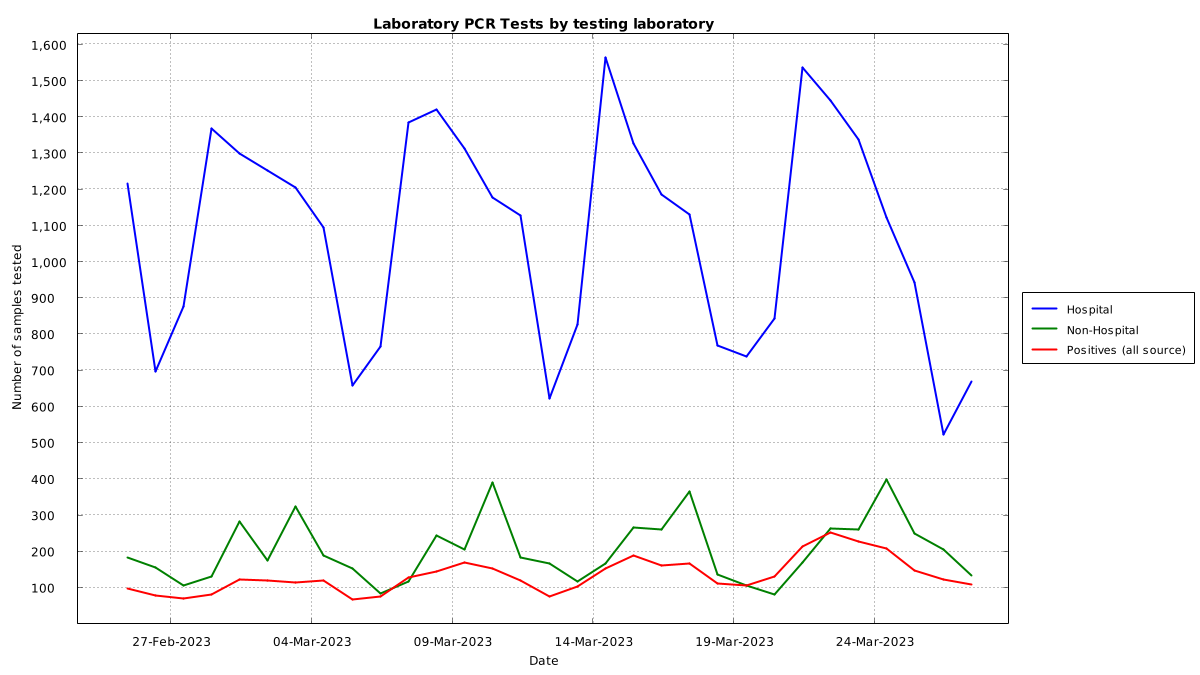 Laboratory PCR Tests by testing laboratory
1,600
1,500
1,400
1,300
1,200
1,100
1,000
900
800
700
600
500
400
300
200
100
Number of samples tested
27-Feb-2023 04-Mar-2023 09-Mar-2023 14-Mar-2023 19-Mar-2023 24-Mar-2023
Date
Hospital
Non-Hospital
Positives (all source)